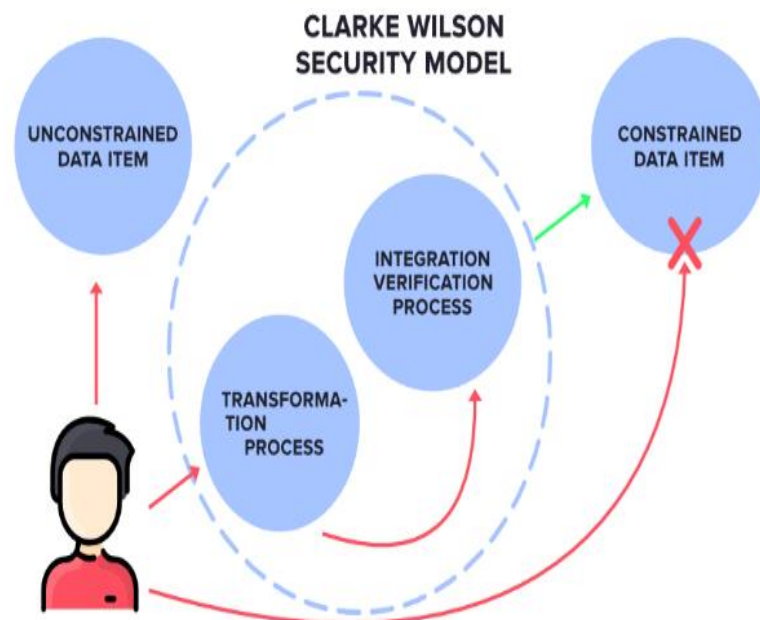 CLARKE WILSON
SECURITY MODEL
UNCONSTRAINED
DATA ITEM
CONSTRAINED
DATA ITEM
INTEGRATION
VERIFICATION
PROCESS
TRANSFORMA-
TION
PROCESS